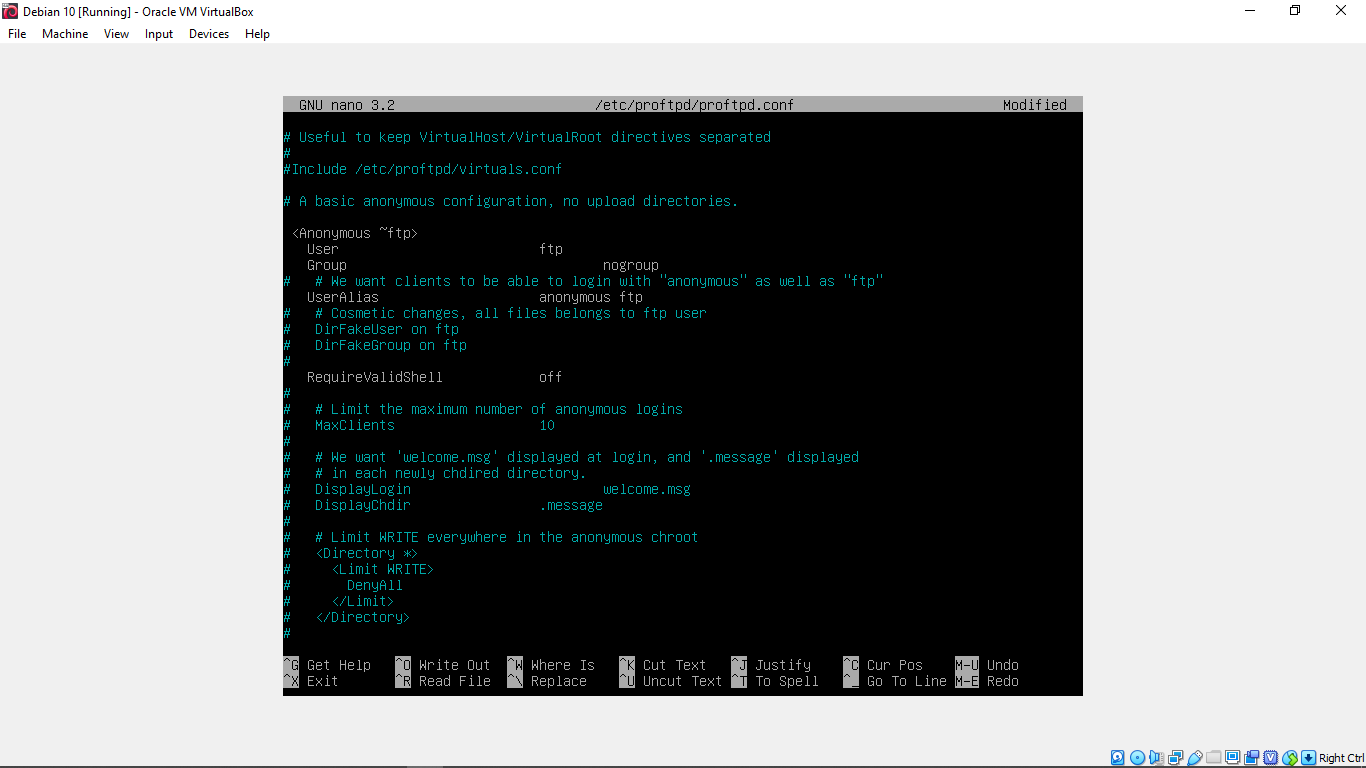 Debian 10 [Running] - Oracle VM VirtualBox
File Machine View Input Devices Help
GNU nano 3.2 /etc/proftpd/proftpd.conf Modified
# Useful to keep VirtualHost/VirtualRoot directives separated
#
#Include /etc/proftpd/virtuals.conf
# A basic anonymous configuration, no upload directories.
<Anonymous ~ftp>
User ftp
Group nogroup
# # We want clients to be able to login with "anonymous" as well as "ftp"
UserAlias anonymous ftp
# # Cosmetic changes, all files belongs to ftp user
# DirFakeUser on ftp
# DirFakeGroup on ftp
#
RequireValidShell off
#
# # Limit the maximum number of anonymous logins
# MaxClients 10
#
# # We want 'welcome.msg' displayed at login, and '.message' displayed
# # in each newly chdired directory.
# DisplayLogin welcome.msg
# DisplayChdir .message
#
# # Limit WRITE everywhere in the anonymous chroot
# <Directory *>
# <Limit WRITE>
# DenyAll
# </Limit>
# </Directory>
#
^G Get Help ^O Write Out ^W Where Is ^K Cut Text ^J Justify ^C Cur Pos M-U Undo
^X Exit ^R Read File ^\ Replace ^U Uncut Text ^T To Spell ^_ Go To Line M-E Redo
Right Ctrl